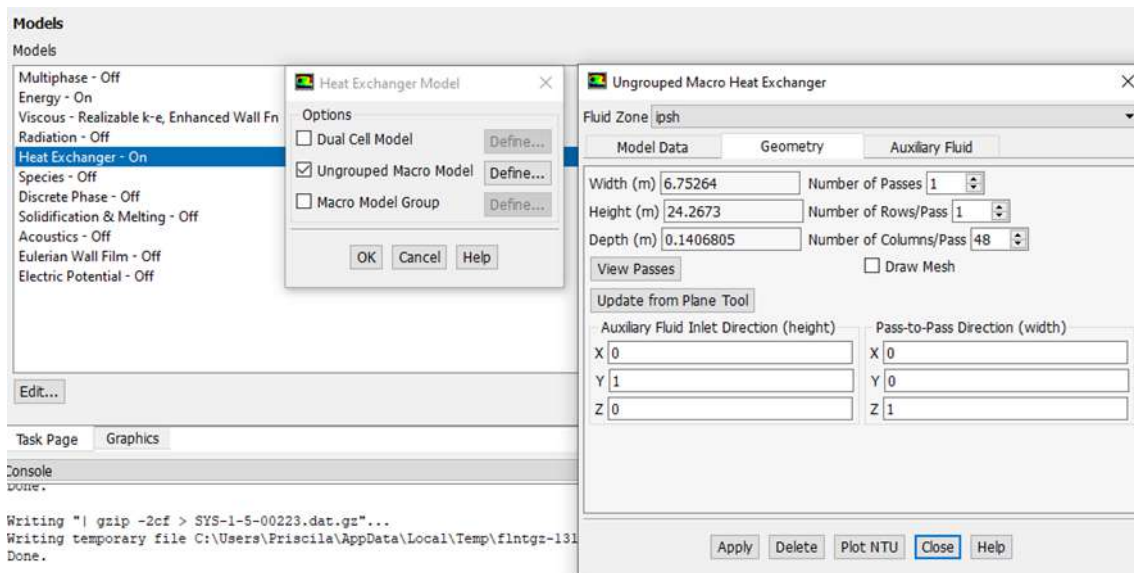 Models
Models
Multiphase - Off
Energy - On
Viscous - Realizable k-e, Enhanced Wall Fn
Radiation - Off
Heat Exchanger - On
Species - Off
Discrete Phase - Off
Solidification & Melting - Off
Acoustics - Off
Eulerian Wall Film - Off
Electric Potential - Off
Edit...
Task Page Graphics
Console
Done.
Writing "| gzip -2cf > SYS-1-5-00223.dat.gz"...
Writing temporary file C:\Users\Priscila\AppData\Local\Temp\flntgz-131
Done.
Heat Exchanger Model
Options
Dual Cell Model Define...
Ungrouped Macro Model Define...
Macro Model Group Define...
OK Cancel Help
Ungrouped Macro Heat Exchanger
Fluid Zone ipsh
Model Data Geometry Auxiliary Fluid
Width (m) 6.75264 Number of Passes 1
Height (m) 24.2673 Number of Rows/Pass 1
Depth (m) 0.1406805 Number of Columns/Pass 48
View Passes Draw Mesh
Update from Plane Tool
Auxiliary Fluid Inlet Direction (height) Pass-to-Pass Direction (width)
X 0 X 0
Y 1 Y 0
Z 0 Z 1
Apply Delete Plot NTU Close Help